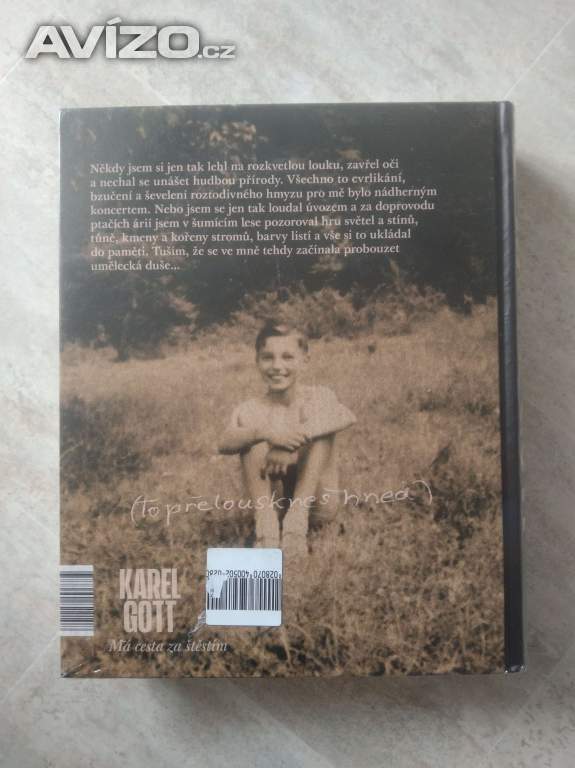 AVÍZO.cz
Někdy jsem si jen tak lehl na rozkvetlou louku, zavřel oči
a nechal se unášet hudbou přírody. Všechno to cvrlikání,
bzučení a ševelení roztodivného hmyzu pro mě bylo nádherným
koncertem. Nebo jsem se jen tak loudal úvozem a za doprovodu
ptačích árií jsem v šumícím lese pozoroval hru světel a stínů,
tůně, kmeny a kořeny stromů, barvy listí a vše si to ukládal
do paměti. Tuším, že se ve mně tehdy začínala probouzet
umělecká duše...
(to přelouskneš hned)
KAREL
GOTT
Má cesta za štěstím